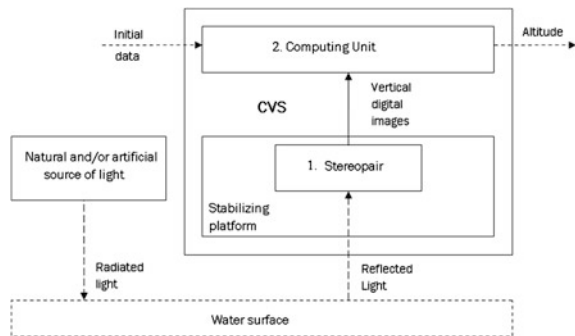 Initial
data
2. Computing Unit
Altitude
Vertical
digital
images
CVS
Natural and/or artificial
source of light
1. Stereopair
Stabilizing
platform
Radiated
light
Reflected
Light
Water surface